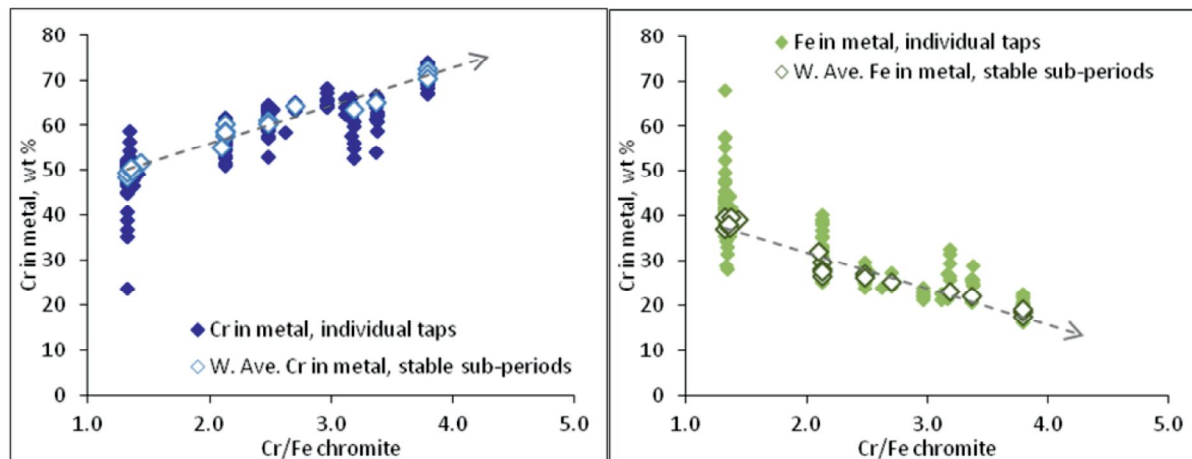 80
70
60
50
40
30
20
10
0
Cr in metal, wt %
Cr in metal, individual taps
W. Ave. Cr in metal, stable sub-periods
1.0 2.0 3.0 4.0 5.0
Cr/Fe chromite
80
70
60
50
40
30
20
10
0
Cr in metal, wt %
Fe in metal, individual taps
W. Ave. Fe in metal, stable sub-periods
1.0 2.0 3.0 4.0 5.0
Cr/Fe chromite